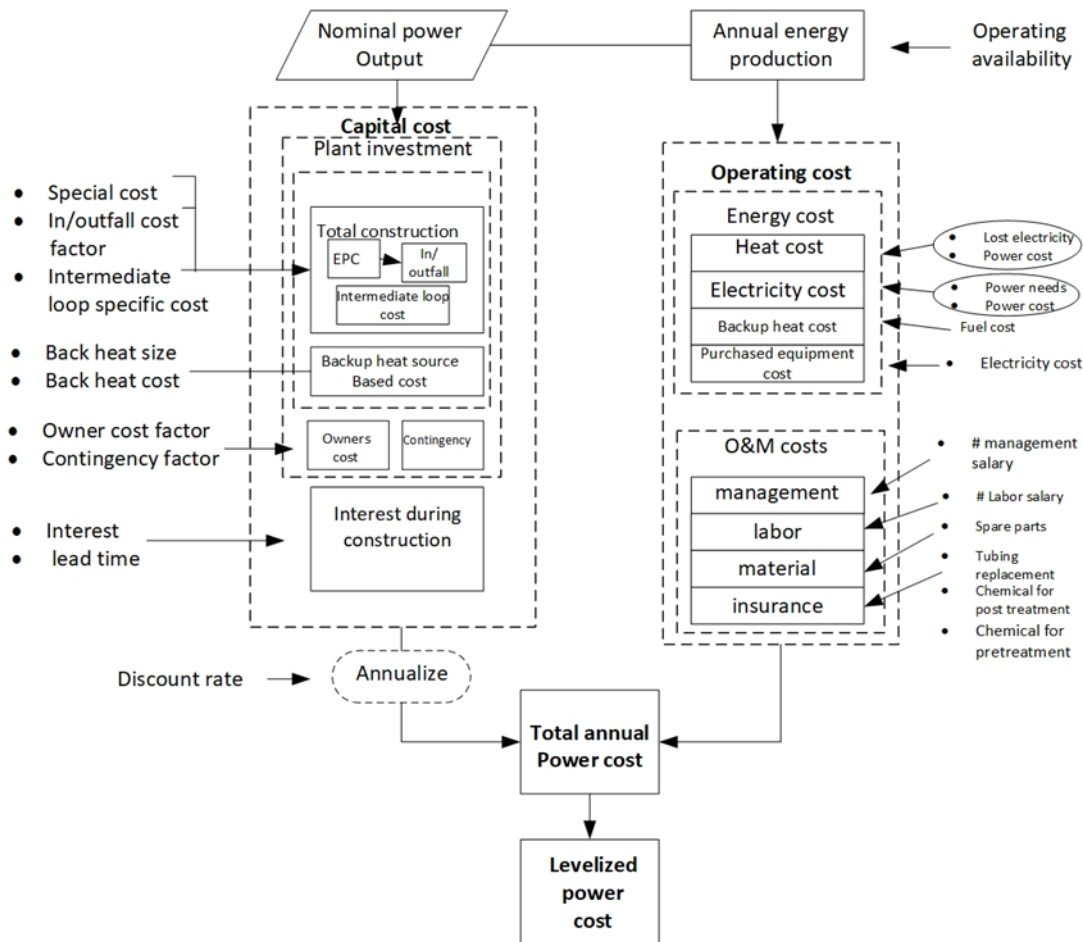 Nominal power
Output
Annual energy
production
Operating
availability
Capital cost
Plant investment
• Special cost
• In/outfall cost
factor
• Intermediate
loop specific cost
Total construction
EPC
In/
outfall
Intermediate loop
cost
• Back heat size
• Back heat cost
Backup heat source
Based cost
• Owner cost factor
• Contingency factor
Owners
cost
Contingency
• Interest
• lead time
Interest during
construction
Operating cost
Energy cost
Heat cost
Electricity cost
Backup heat cost
Purchased equipment
cost
• Lost electricity
• Power cost
• Power needs
• Power cost
Fuel cost
• Electricity cost
O&M costs
management
labor
material
insurance
• # management
salary
• # Labor salary
• Spare parts
• Tubing
replacement
• Chemical for
post treatment
• Chemical for
pretreatment
Discount rate
Annualize
Total annual
Power cost
Levelized
power
cost